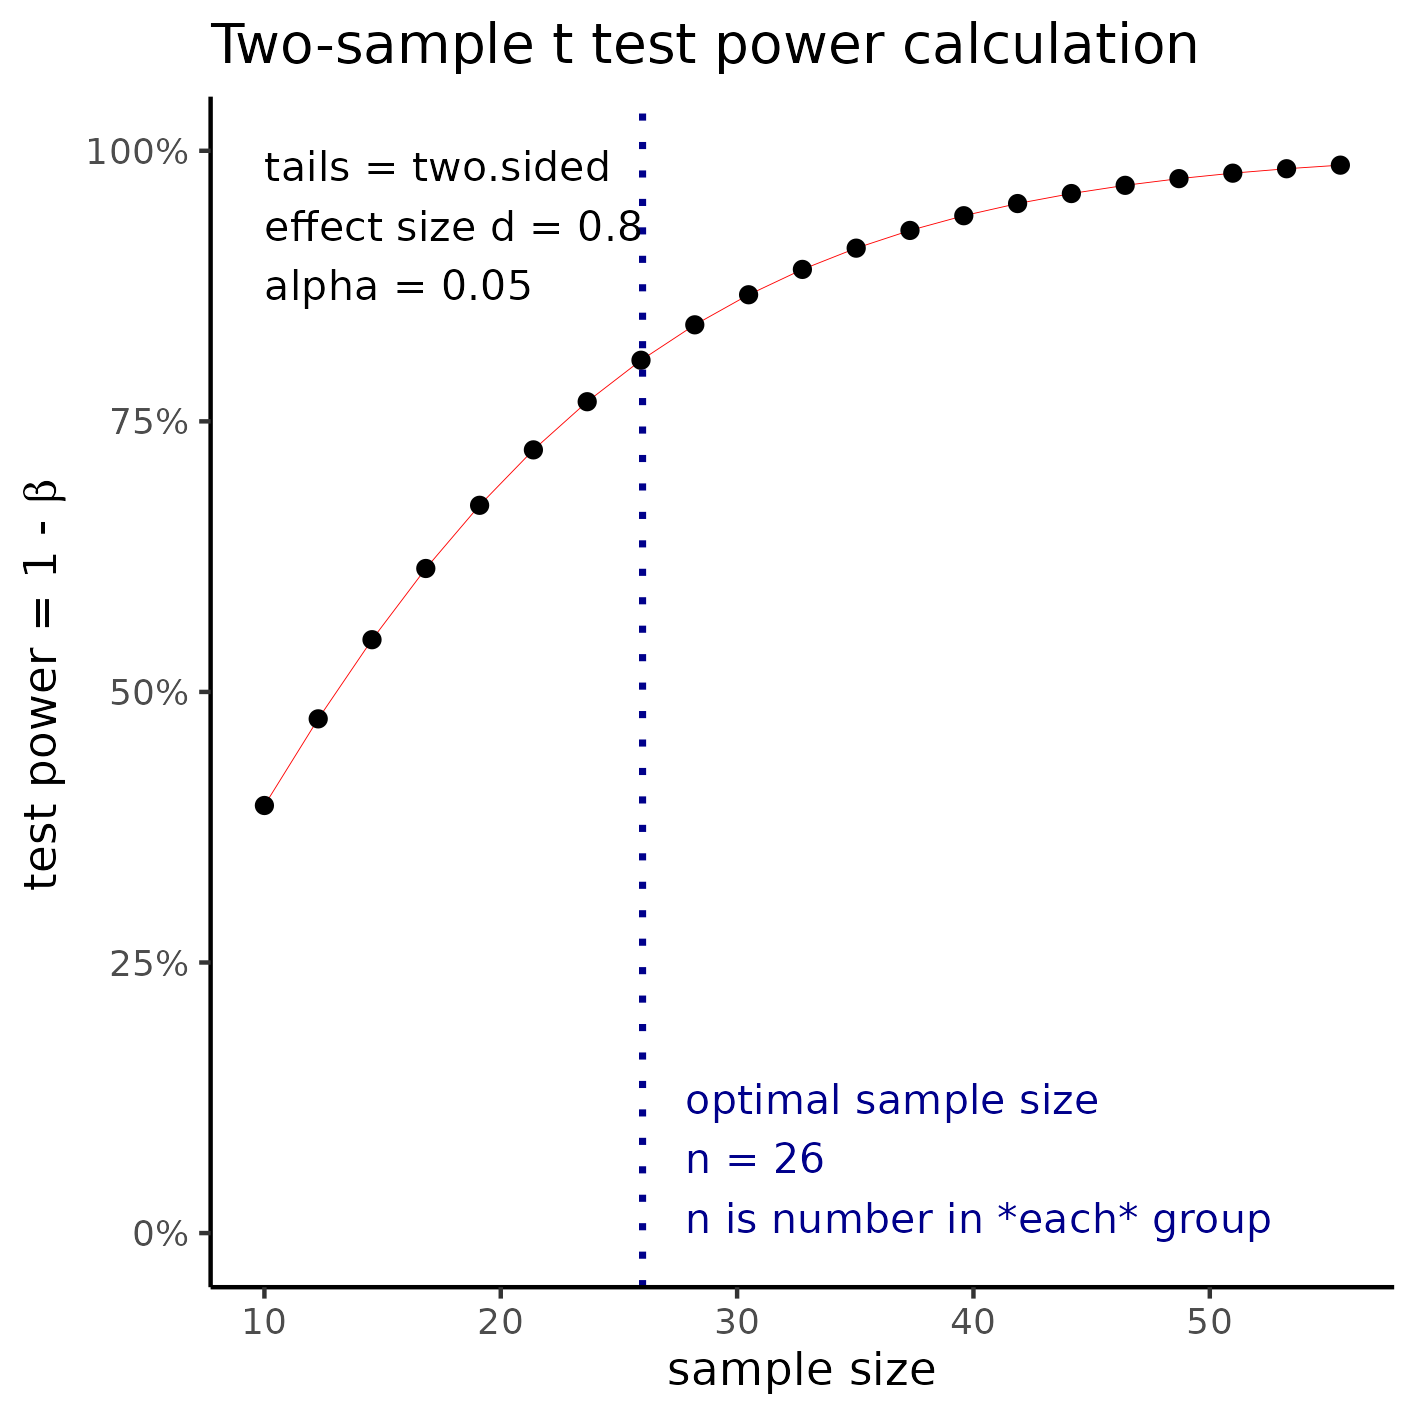 Two-sample t test power calculation
100%
75%
50%
25%
0%
test power = 1 - β
tails = two.sided
effect size d = 0.8
alpha = 0.05
optimal sample size
n = 26
n is number in *each* group
10 20 30 40 50
sample size